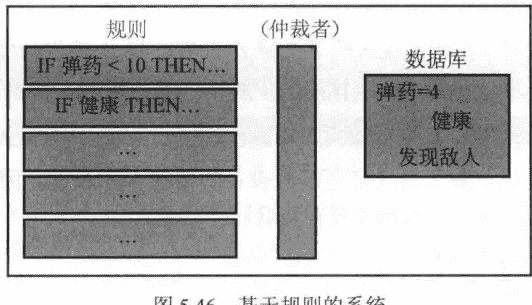 规则
IF 弹药 < 10 THEN…
IF 健康 THEN…
…
…
…
(仲裁者)
数据库
弹药=4
健康
发现敌人
图 5.46 基于规则的系统